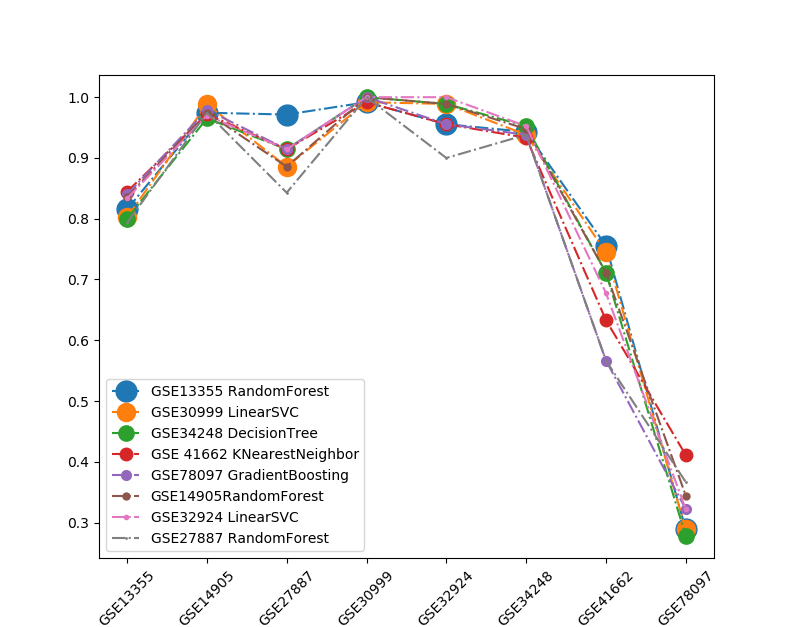 1.0
0.9
0.8
0.7
0.6
0.5
0.4
0.3
GSE13355 RandomForest
GSE30999 LinearSVC
GSE34248 DecisionTree
GSE 41662 KNearestNeighbor
GSE78097 GradientBoosting
GSE14905RandomForest
GSE32924 LinearSVC
GSE27887 RandomForest
GSE13355
GSE14905
GSE27887
GSE30999
GSE32924
GSE34248
GSE41662
GSE78097